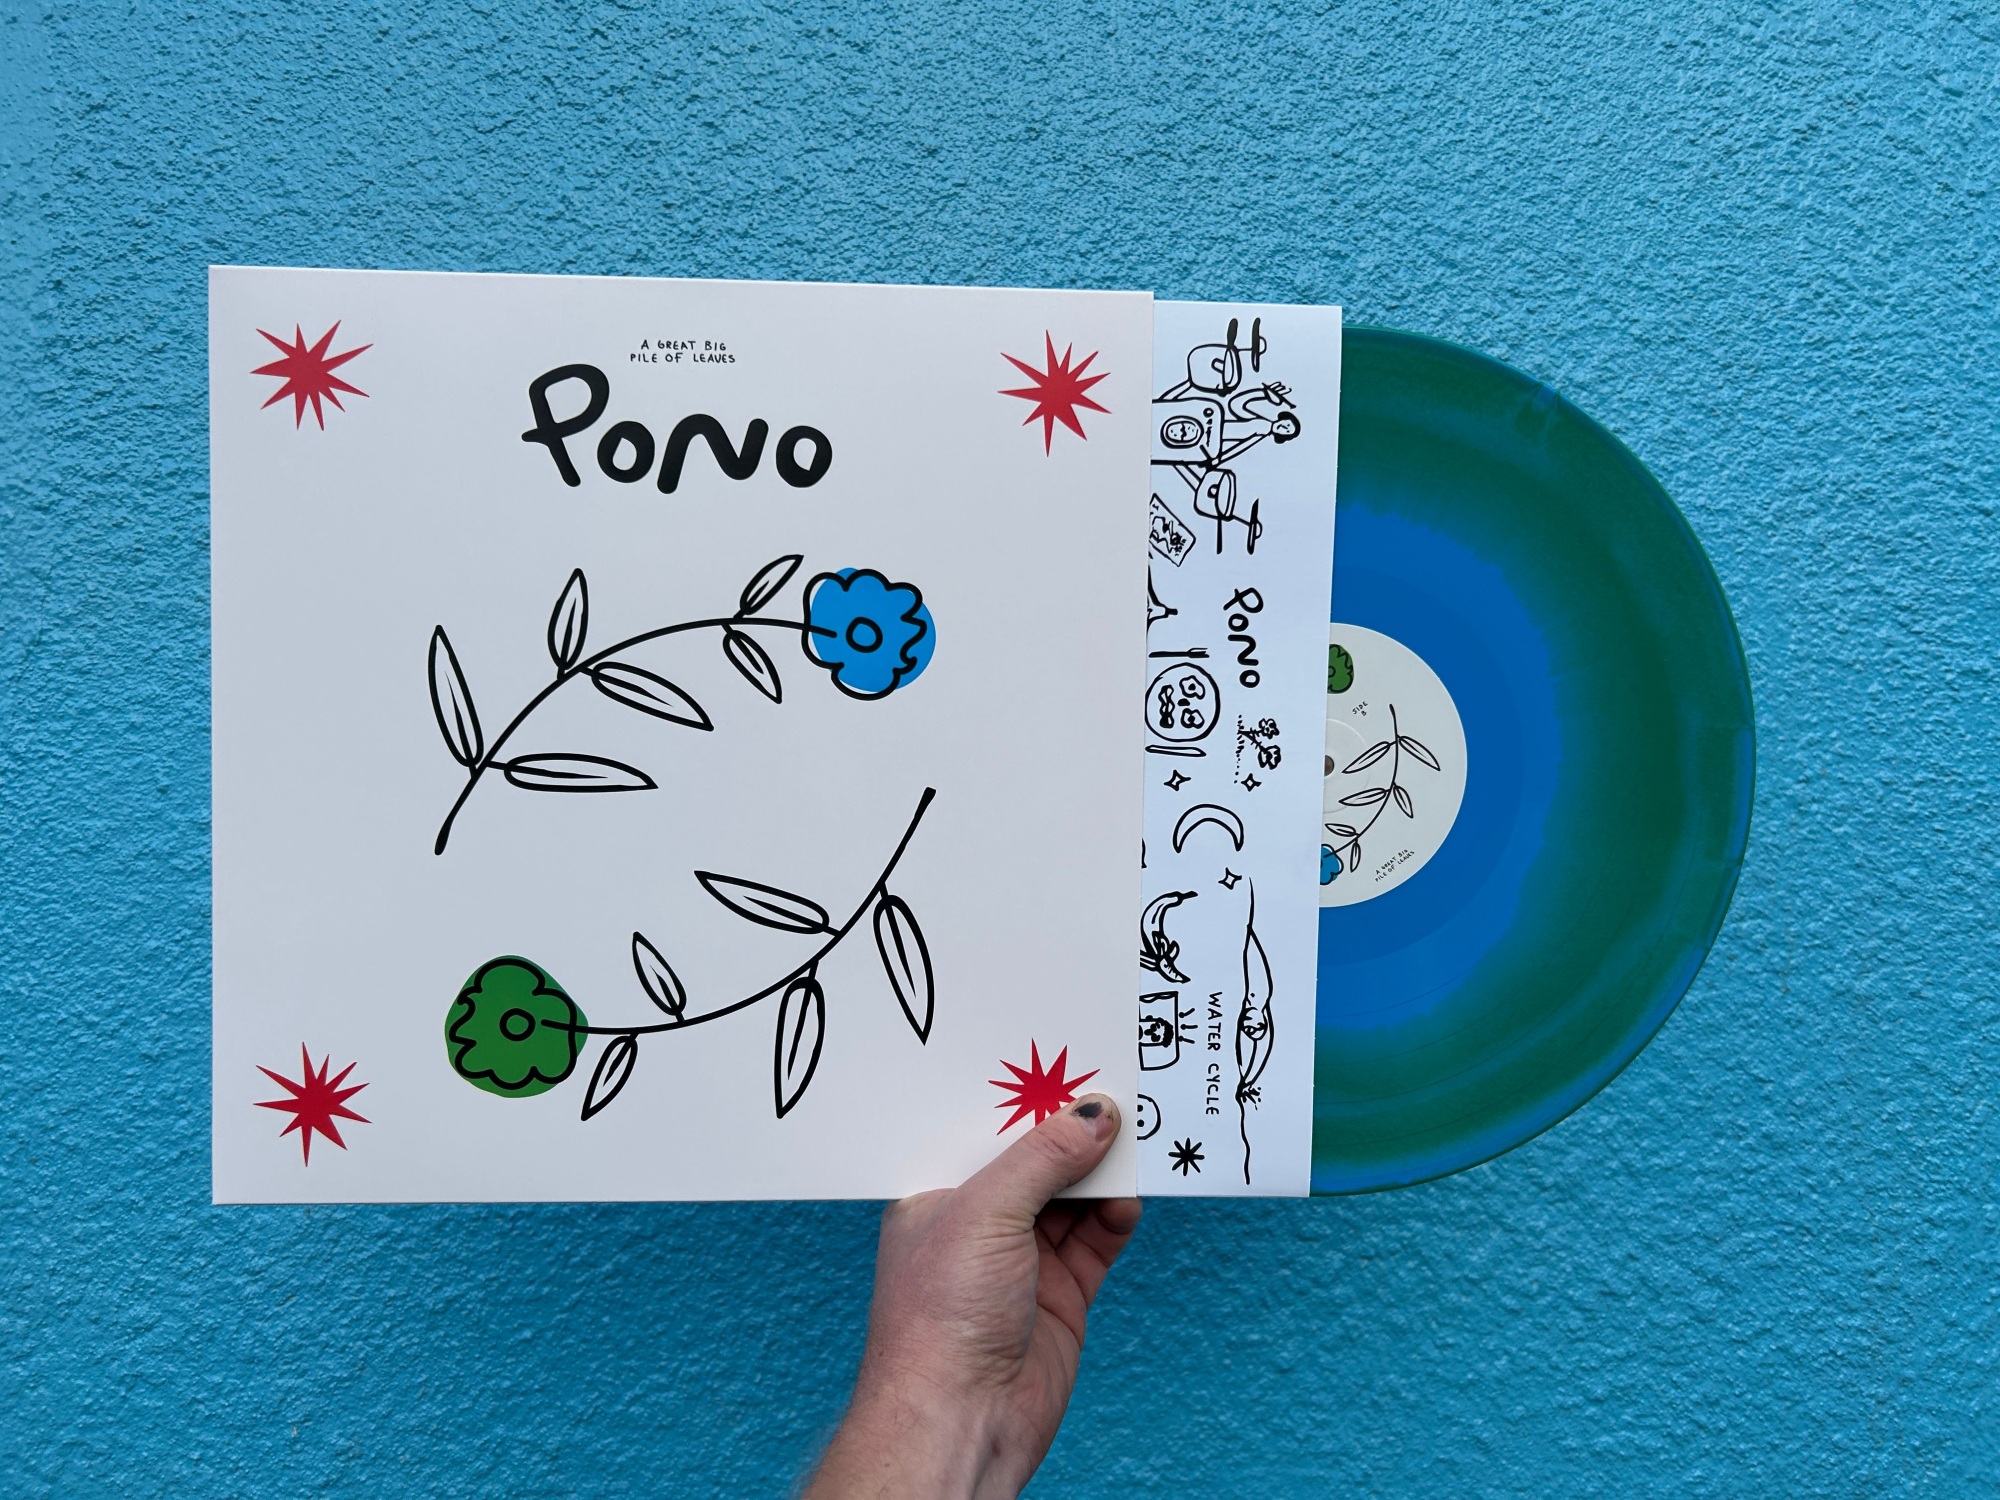 A GREAT BIG
PILE OF LEAVES
PONO
PONO
WATER CYCLE
SIDE
B
A GREAT BIG
PILE OF LEAVES